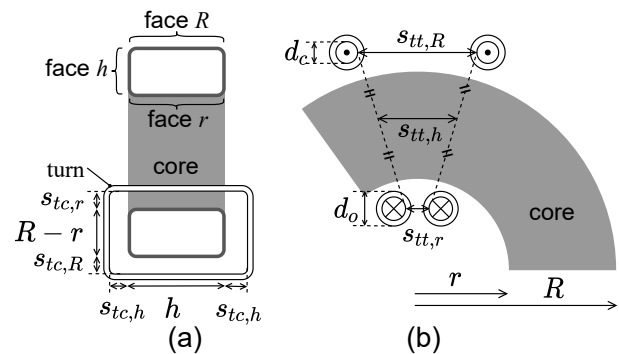 face R
face h
face r
core
turn
s_{tc,r}
R − r
s_{tc,R}
s_{tc,h} h s_{tc,h}
(a)
s_{tt,R}
d_c
s_{tt,h}
d_o
s_{tt,r}
core
r
R
(b)